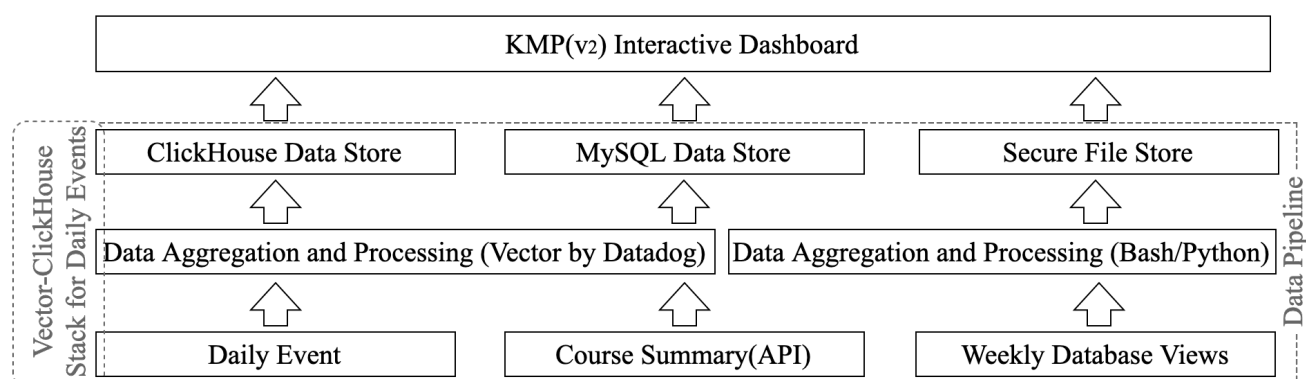 KMP(v2) Interactive Dashboard
ClickHouse Data Store
MySQL Data Store
Secure File Store
Data Aggregation and Processing (Vector by Datadog)
Data Aggregation and Processing (Bash/Python)
Daily Event
Course Summary(API)
Weekly Database Views
Vector-ClickHouse
Stack for Daily Events
Data Pipeline